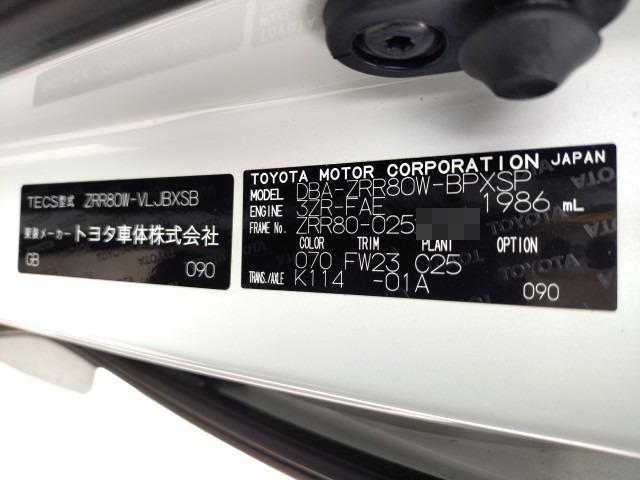 TECS型式 ZRR80W-VLJBXSB
架装メーカー トヨタ車体株式会社
GB 090
TOYOTA MOTOR CORPORATION JAPAN
MODEL DBA-ZRR80W-BPXSP
ENGINE 3ZR-FAE 1986 mL
FRAME No. ZRR80-025
COLOR TRIM PLANT OPTION
070 FW23 C25
TRANS./AXLE K114 -01A 090